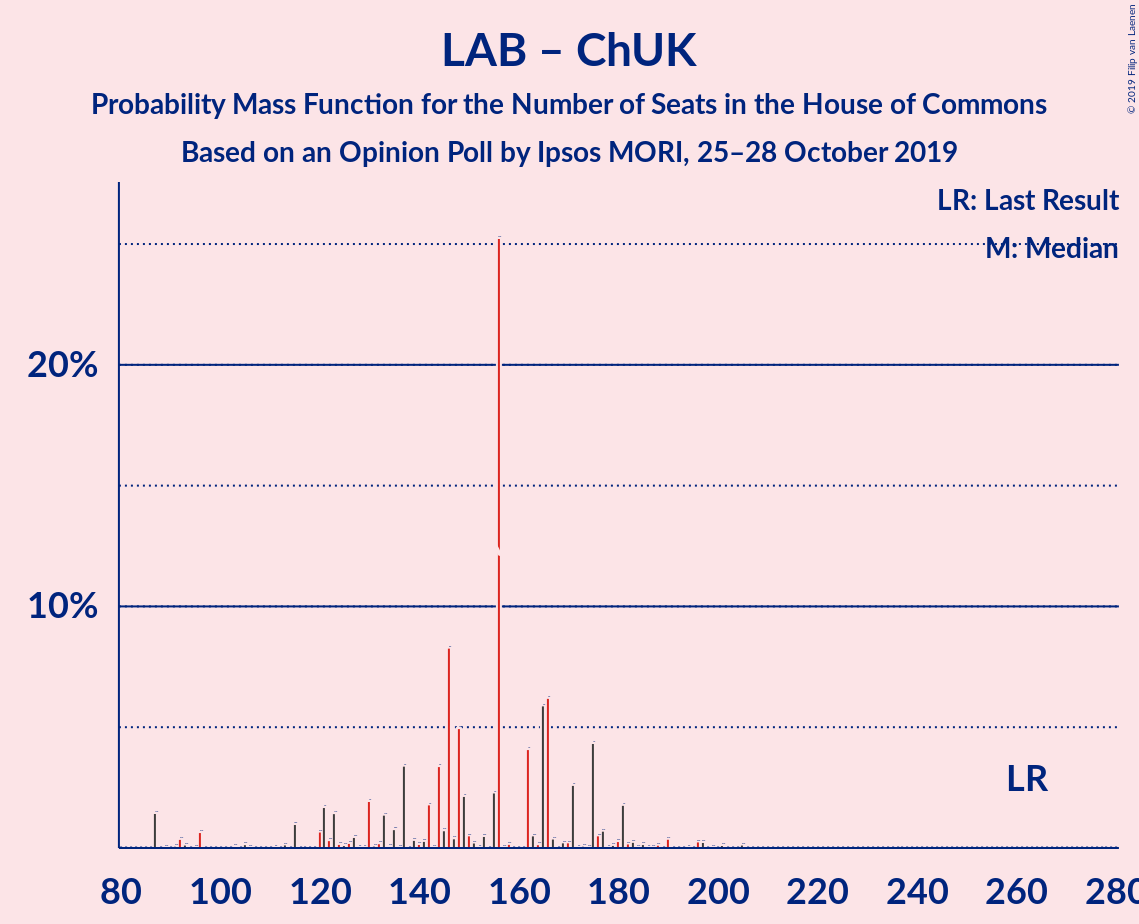 LAB – ChUK
Probability Mass Function for the Number of Seats in the House of Commons
Based on an Opinion Poll by Ipsos MORI, 25–28 October 2019
© 2019 Filip van Laenen
LR: Last Result
M: Median
20%
10%
LR
80 100 120 140 160 180 200 220 240 260 280